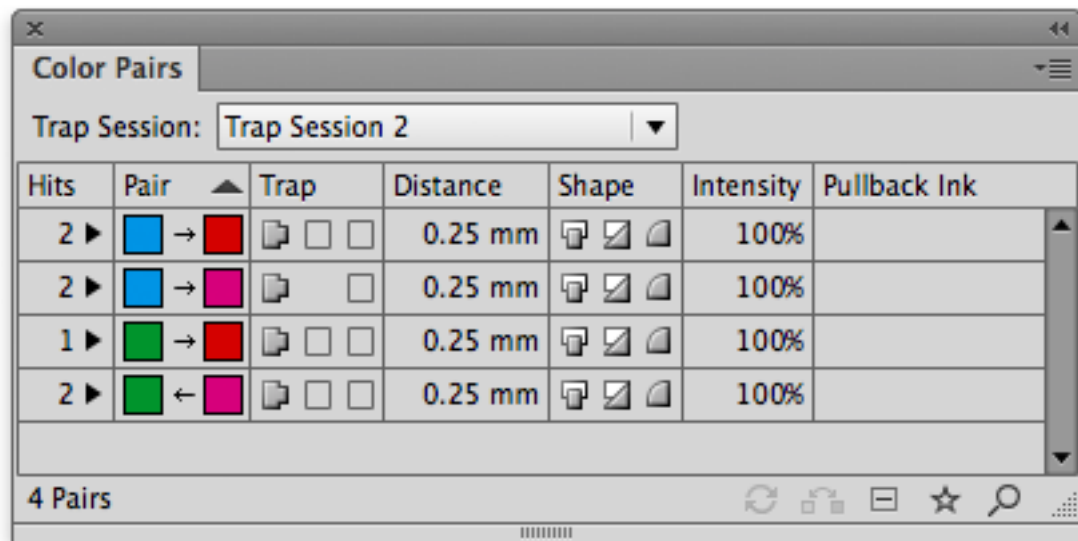 Color Pairs
Trap Session: Trap Session 2
Hits Pair Trap Distance Shape Intensity Pullback Ink
2 0.25 mm 100%
2 0.25 mm 100%
1 0.25 mm 100%
2 0.25 mm 100%
4 Pairs